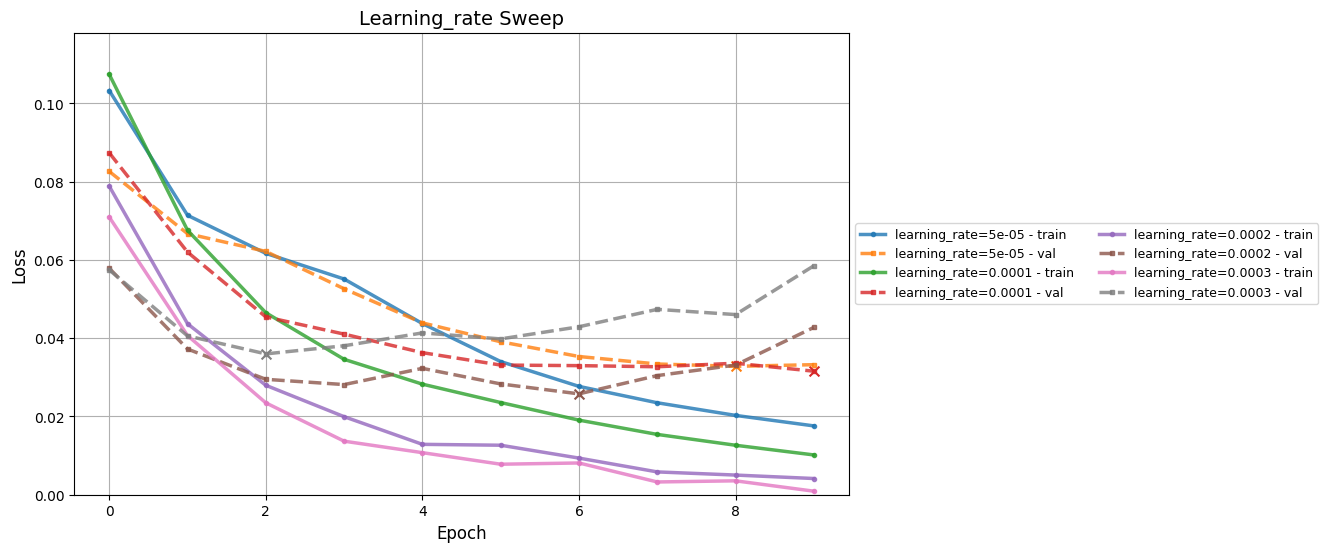 Learning_rate Sweep
Loss
0.10
0.08
0.06
0.04
0.02
0.00
0 2 4 6 8
Epoch
learning_rate=5e-05 - train
learning_rate=5e-05 - val
learning_rate=0.0001 - train
learning_rate=0.0001 - val
learning_rate=0.0002 - train
learning_rate=0.0002 - val
learning_rate=0.0003 - train
learning_rate=0.0003 - val